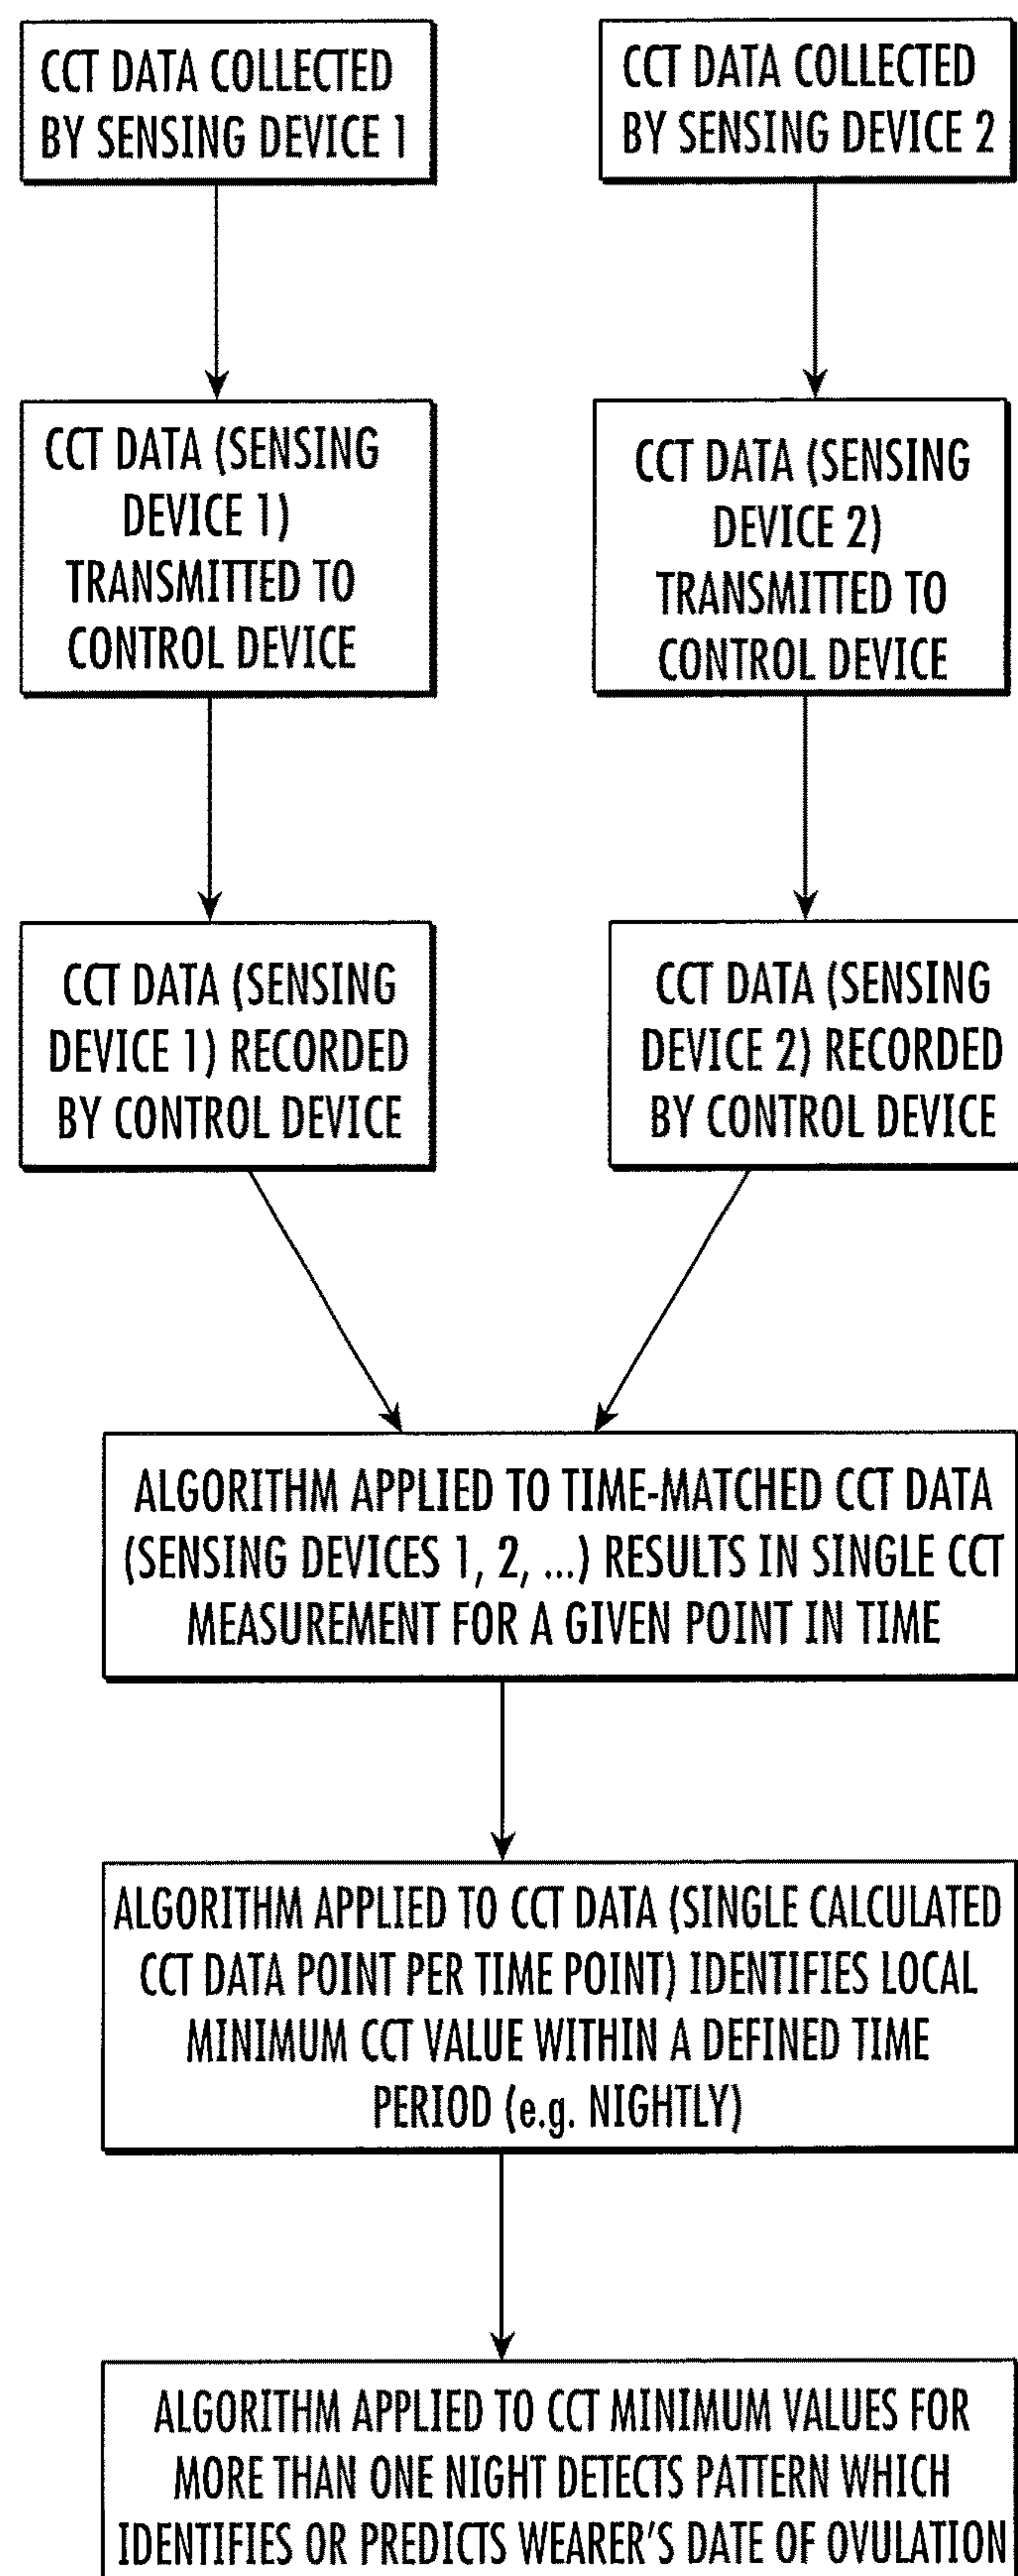 CCT DATA COLLECTED
BY SENSING DEVICE 1
CCT DATA COLLECTED
BY SENSING DEVICE 2
CCT DATA (SENSING
DEVICE 1)
TRANSMITTED TO
CONTROL DEVICE
CCT DATA (SENSING
DEVICE 2)
TRANSMITTED TO
CONTROL DEVICE
CCT DATA (SENSING
DEVICE 1) RECORDED
BY CONTROL DEVICE
CCT DATA (SENSING
DEVICE 2) RECORDED
BY CONTROL DEVICE
ALGORITHM APPLIED TO TIME-MATCHED CCT DATA
(SENSING DEVICES 1, 2, ...) RESULTS IN SINGLE CCT
MEASUREMENT FOR A GIVEN POINT IN TIME
ALGORITHM APPLIED TO CCT DATA (SINGLE CALCULATED
CCT DATA POINT PER TIME POINT) IDENTIFIES LOCAL
MINIMUM CCT VALUE WITHIN A DEFINED TIME
PERIOD (e.g. NIGHTLY)
ALGORITHM APPLIED TO CCT MINIMUM VALUES FOR
MORE THAN ONE NIGHT DETECTS PATTERN WHICH
IDENTIFIES OR PREDICTS WEARER'S DATE OF OVULATION